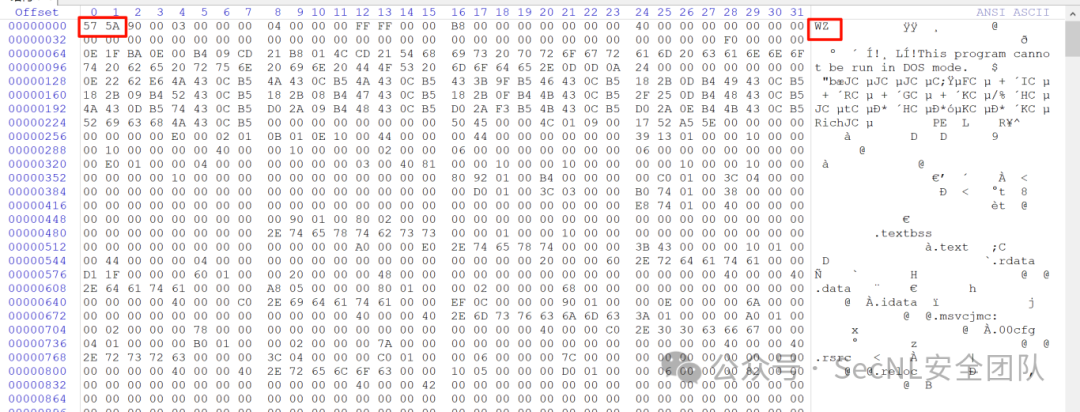 Offset 0 1 2 3 4 5 6 7 8 9 10 11 12 13 14 15 16 17 18 19 20 21 22 23 24 25 26 27 28 29 30 31 ANSI ASCII
00000000 57 5A 90 00 03 00 00 00 04 00 00 00 FF FF 00 00 B8 00 00 00 00 00 00 00 40 00 00 00 00 00 00 00 WZ ÿÿ ¸ @
00000032 00 00 00 00 00 00 00 00 00 00 00 00 00 00 00 00 00 00 00 00 00 00 00 00 00 00 00 00 F0 00 00 00 ð
00000064 0E 1F BA 0E 00 B4 09 CD 21 B8 01 4C CD 21 54 68 69 73 20 70 72 6F 67 72 61 6D 20 63 61 6E 6E 6F º ´ Í!¸ LÍ!This program canno
00000096 74 20 62 65 20 72 75 6E 20 69 6E 20 44 4F 53 20 6D 6F 64 65 2E 0D 0D 0A 24 00 00 00 00 00 00 00 t be run in DOS mode. $
00000128 0E 22 62 E6 4A 43 0C B5 4A 43 0C B5 4A 43 0C B5 43 3B 9F B5 46 43 0C B5 18 2B 0D B4 49 43 0C B5 "bæJC µJC µJC µC;ŸµFC µ + ´IC µ
00000160 18 2B 09 B4 52 43 0C B5 18 2B 08 B4 47 43 0C B5 18 2B 0F B4 4B 43 0C B5 2F 25 0D B4 48 43 0C B5 + ´RC µ + ´GC µ + ´KC µ/% ´HC µ
00000192 4A 43 0D B5 74 43 0C B5 D0 2A 09 B4 48 43 0C B5 D0 2A F3 B5 4B 43 0C B5 D0 2A 0E B4 4B 43 0C B5 JC µtC µÐ* ´HC µÐ*óµKC µÐ* ´KC µ
00000224 52 69 63 68 4A 43 0C B5 00 00 00 00 00 00 00 00 50 45 00 00 4C 01 09 00 17 52 A5 5E 00 00 00 00 RichJC µ PE L R¥^
00000256 00 00 00 00 E0 00 02 01 0B 01 0E 10 00 44 00 00 00 44 00 00 00 00 00 00 39 13 01 00 00 10 00 00 à D D 9
00000288 00 10 00 00 00 00 40 00 00 10 00 00 00 02 00 00 06 00 00 00 00 00 00 00 06 00 00 00 00 00 00 00 @
00000320 00 E0 01 00 00 04 00 00 00 00 00 00 03 00 40 81 00 00 10 00 00 10 00 00 00 00 10 00 00 10 00 00 à @
00000352 00 00 00 00 10 00 00 00 00 00 00 00 00 00 00 00 80 92 01 00 B4 00 00 00 00 C0 01 00 3C 04 00 00 €’ ´ À <
00000384 00 00 00 00 00 00 00 00 00 00 00 00 00 00 00 00 00 D0 01 00 3C 03 00 00 B0 74 01 00 38 00 00 00 Ð < °t 8
00000416 00 00 00 00 00 00 00 00 00 00 00 00 00 00 00 00 00 00 00 00 00 00 00 00 E8 74 01 00 40 00 00 00 èt @
00000448 00 00 00 00 00 00 00 00 00 90 01 00 80 02 00 00 00 00 00 00 00 00 00 00 00 00 00 00 00 00 00 00 €
00000480 00 00 00 00 00 00 00 00 2E 74 65 78 74 62 73 73 00 00 01 00 00 10 00 00 00 00 00 00 00 00 00 00 .textbss
00000512 00 00 00 00 00 00 00 00 00 00 00 00 A0 00 00 E0 2E 74 65 78 74 00 00 00 3B 43 00 00 00 10 01 00 à.text ;C
00000544 00 44 00 00 00 04 00 00 00 00 00 00 00 00 00 00 00 00 00 00 20 00 00 60 2E 72 64 61 74 61 00 00 D `.rdata
00000576 D1 1F 00 00 00 60 01 00 00 20 00 00 00 48 00 00 00 00 00 00 00 00 00 00 00 00 00 00 40 00 00 40 Ñ ` H @ @
00000608 2E 64 61 74 61 00 00 00 A8 05 00 00 00 80 01 00 00 02 00 00 00 68 00 00 00 00 00 00 00 00 00 00 .data ¨ € h
00000640 00 00 00 00 40 00 00 C0 2E 69 64 61 74 61 00 00 EF 0C 00 00 00 90 01 00 00 0E 00 00 00 6A 00 00 @ À.idata ï j
00000672 00 00 00 00 00 00 00 00 00 00 00 00 40 00 00 40 2E 6D 73 76 63 6A 6D 63 3A 01 00 00 00 A0 01 00 @ @.msvcjmc:
00000704 00 02 00 00 00 78 00 00 00 00 00 00 00 00 00 00 00 00 00 00 40 00 00 C0 2E 30 30 63 66 67 00 00 x @ À.00cfg
00000736 04 01 00 00 00 B0 01 00 00 02 00 00 00 7A 00 00 00 00 00 00 00 00 00 00 00 00 00 00 40 00 00 40 ° z @ @
00000768 2E 72 73 72 63 00 00 00 3C 04 00 00 00 C0 01 00 00 06 00 00 00 7C 00 00 00 00 00 00 00 00 00 00 .rsrc < À |
00000800 00 00 00 00 40 00 00 40 2E 72 65 6C 6F 63 00 00 10 05 00 00 00 D0 01 00 00 06 00 00 00 82 00 00 @ @.reloc Ð ‚
00000832 00 00 00 00 00 00 00 00 00 00 00 00 40 00 00 42 00 00 00 00 00 00 00 00 00 00 00 00 00 00 00 00 @ B
00000864 00 00 00 00 00 00 00 00 00 00 00 00 00 00 00 00 00 00 00 00 00 00 00 00 00 00 00 00 00 00 00 00
公众号 · SecNL安全团队